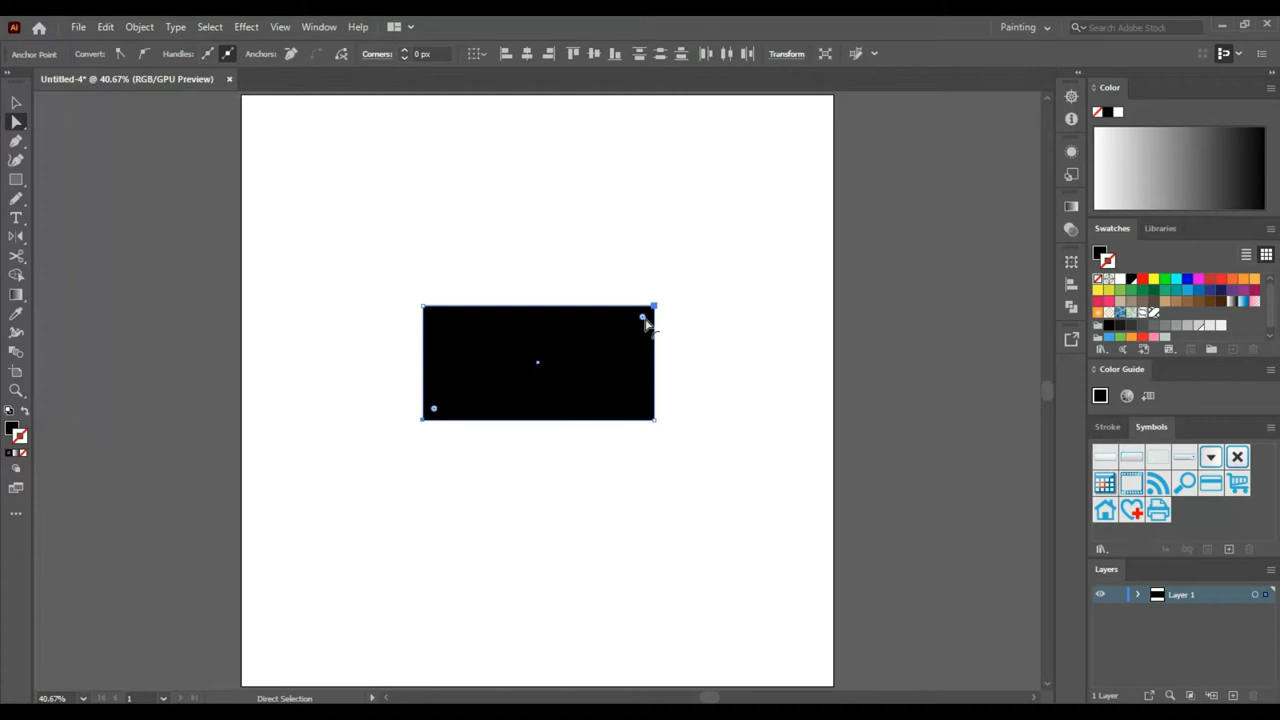 Ai File Edit Object Type Select Effect View Window Help Painting Search Adobe Stock
Anchor Point Convert: Handles: Anchors: Corners: 0 px Transform
Untitled-4* @ 40.67% (RGB/GPU Preview) ×
Color
Swatches Libraries
Color Guide
Stroke Symbols
Layers
Layer 1
40.67% 1 Direct Selection 1 Layer